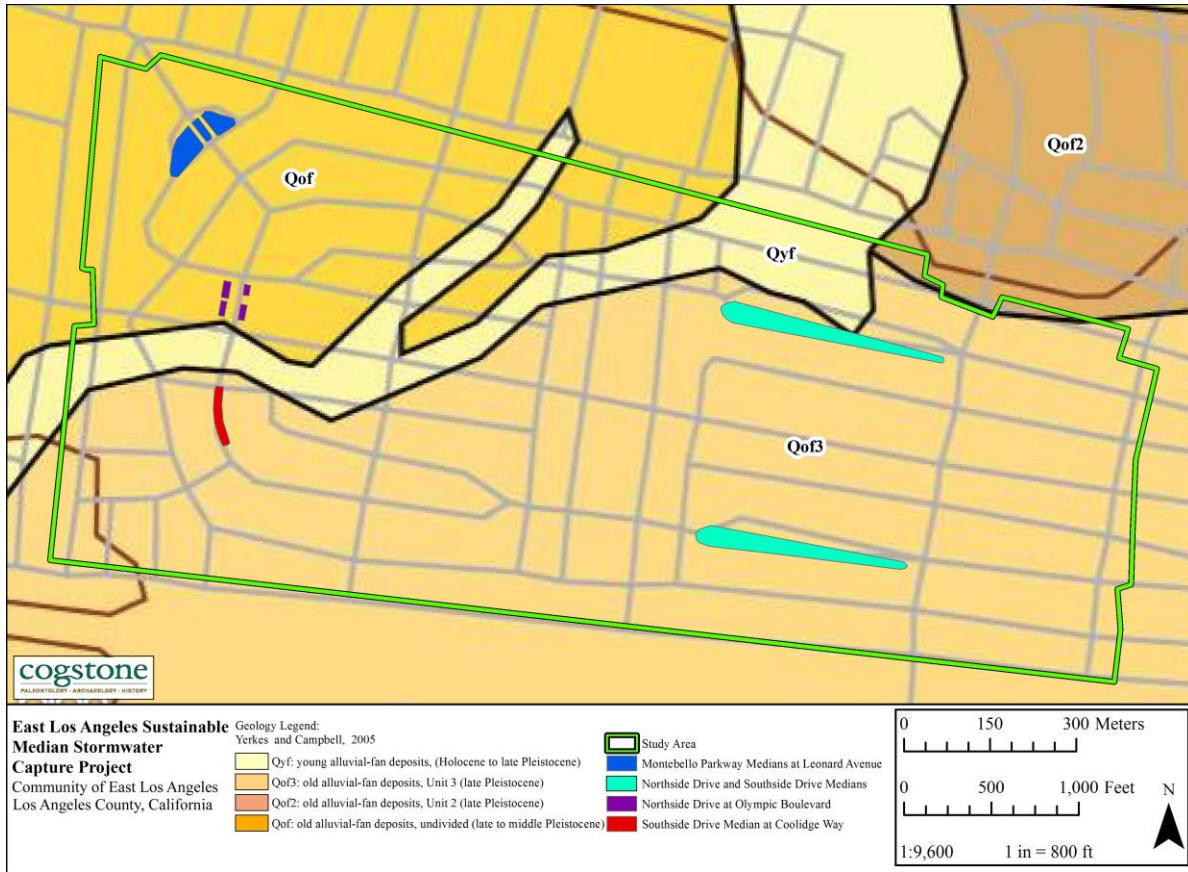 Qof2
Qof
Qyf
Qof3
cogstone
PALEONTOLOGY - ARCHAEOLOGY - HISTORY
East Los Angeles Sustainable
Median Stormwater
Capture Project
Community of East Los Angeles
Los Angeles County, California
Geology Legend:
Yerkes and Campbell, 2005
Qyf: young alluvial-fan deposits, (Holocene to late Pleistocene)
Qof3: old alluvial-fan deposits, Unit 3 (late Pleistocene)
Qof2: old alluvial-fan deposits, Unit 2 (late Pleistocene)
Qof: old alluvial-fan deposits, undivided (late to middle Pleistocene)
Study Area
Montebello Parkway Medians at Leonard Avenue
Northside Drive and Southside Drive Medians
Northside Drive at Olympic Boulevard
Southside Drive Median at Coolidge Way
0 150 300 Meters
0 500 1,000 Feet
N
1:9,600 1 in = 800 ft